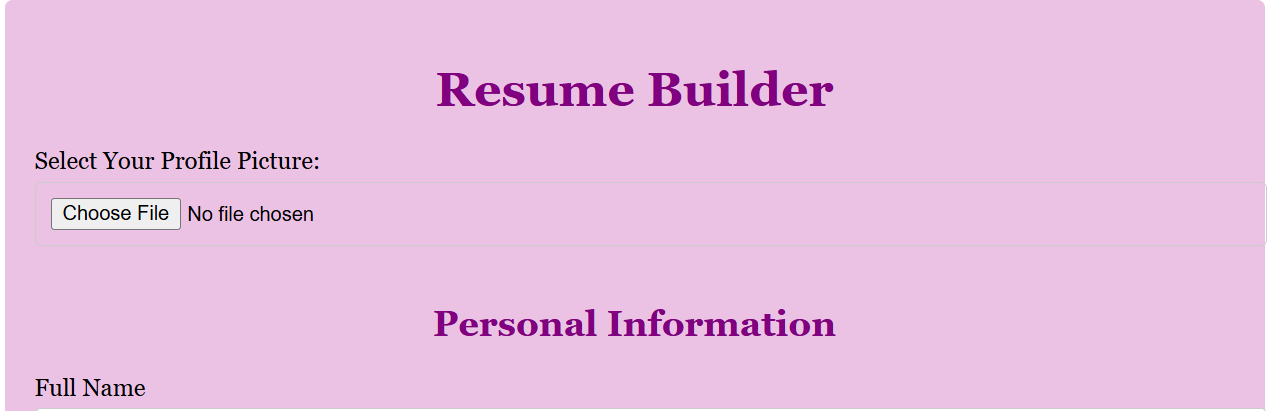 Resume Builder
Select Your Profile Picture:
Choose File No file chosen
Personal Information
Full Name